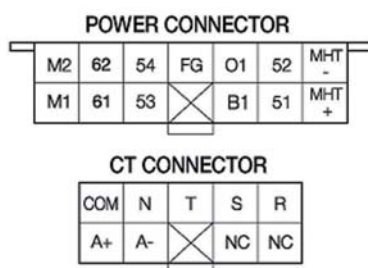 POWER CONNECTOR
M2 62 54 FG O1 52 MHT -
M1 61 53 B1 51 MHT +
CT CONNECTOR
COM N T S R
A+ A- NC NC